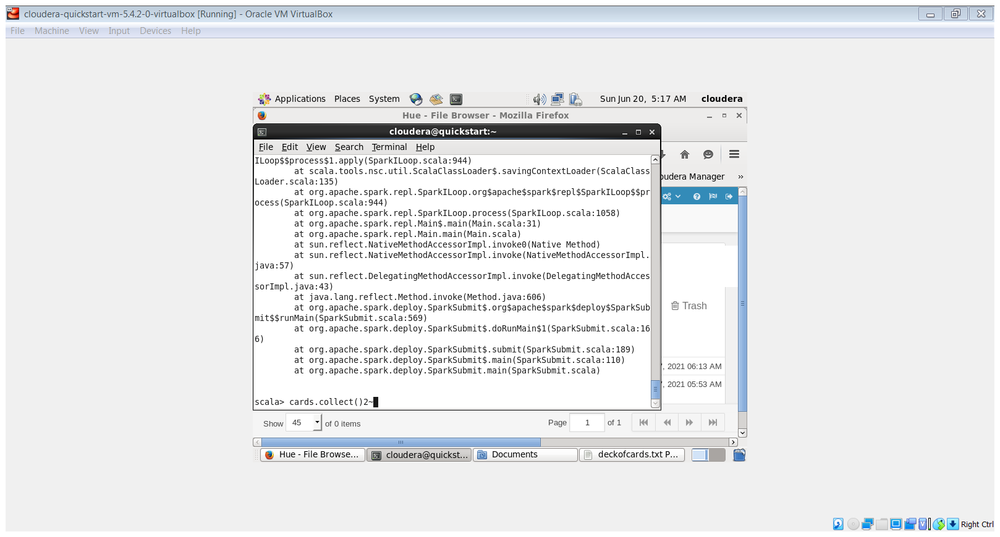 cloudera-quickstart-vm-5.4.2-0-virtualbox [Running] - Oracle VM VirtualBox
File Machine View Input Devices Help
Applications Places System Sun Jun 20, 5:17 AM cloudera
Hue - File Browser - Mozilla Firefox
cloudera@quickstart:~
File Edit View Search Terminal Help
ILoop$$process$1.apply(SparkILoop.scala:944)
at scala.tools.nsc.util.ScalaClassLoader$.savingContextLoader(ScalaClass
Loader.scala:135)
at org.apache.spark.repl.SparkILoop.org$apache$spark$repl$SparkILoop$$pr
ocess(SparkILoop.scala:944)
at org.apache.spark.repl.SparkILoop.process(SparkILoop.scala:1058)
at org.apache.spark.repl.Main$.main(Main.scala:31)
at org.apache.spark.repl.Main.main(Main.scala)
at sun.reflect.NativeMethodAccessorImpl.invoke0(Native Method)
at sun.reflect.NativeMethodAccessorImpl.invoke(NativeMethodAccessorImpl.
java:57)
at sun.reflect.DelegatingMethodAccessorImpl.invoke(DelegatingMethodAcces
sorImpl.java:43)
at java.lang.reflect.Method.invoke(Method.java:606)
at org.apache.spark.deploy.SparkSubmit$.org$apache$spark$deploy$SparkSub
mit$$runMain(SparkSubmit.scala:569)
at org.apache.spark.deploy.SparkSubmit$.doRunMain$1(SparkSubmit.scala:16
6)
at org.apache.spark.deploy.SparkSubmit$.submit(SparkSubmit.scala:189)
at org.apache.spark.deploy.SparkSubmit$.main(SparkSubmit.scala:110)
at org.apache.spark.deploy.SparkSubmit.main(SparkSubmit.scala)
scala> cards.collect()2~
oudera Manager »
Trash
, 2021 06:13 AM
, 2021 05:53 AM
Show 45 of 0 items Page 1 of 1
Hue - File Browse... cloudera@quickst... Documents deckofcards.txt P...
Right Ctrl